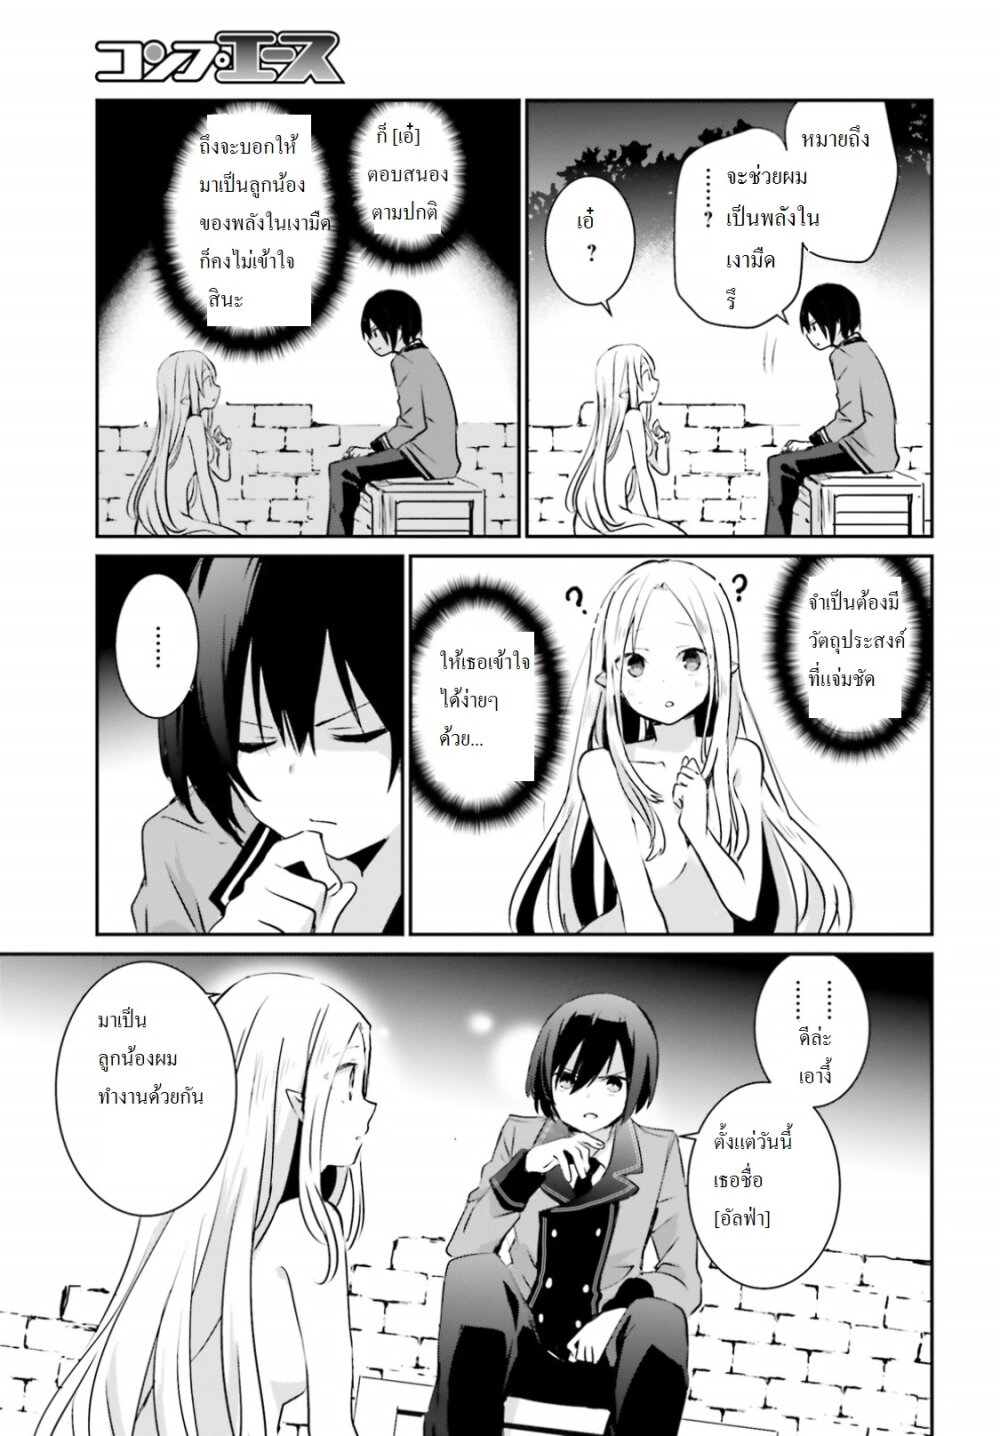 コンプ・エース
หมายถึง
จะช่วยผม
เป็นพลังใน
เงามืด
รึ
……?
เอ๋
?
ก็ [เอ๋]
ตอบสนอง
ตามปกติ
ถึงจะบอกให้
มาเป็นลูกน้อง
ของพลังในเงามืด
ก็คงไม่เข้าใจ
สินะ
จำเป็นต้องมี
วัตถุประสงค์
ที่แจ่มชัด
?
?
ให้เธอเข้าใจ
ได้ง่ายๆ
ด้วย...
……
……
……
ดีล่ะ
เอางี้
ตั้งแต่วันนี้
เธอชื่อ
[อัลฟ่า]
มาเป็น
ลูกน้องผม
ทำงานด้วยกัน